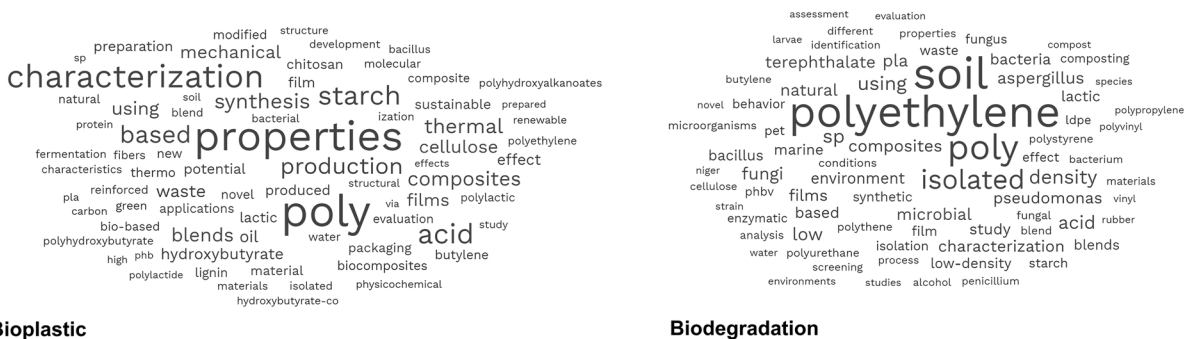 modified structure
preparation mechanical development bacillus
sp chitosan molecular
characterization film composite polyhydroxyalkanoates
natural using soil synthesis starch sustainable prepared
blend bacterial ization renewable
protein based properties thermal polyethylene
cellulose
fermentation fibers new production effects effect
characteristics thermo potential structural composites
reinforced waste novel produced via films polylactic
pla
carbon green applications lactic poly evaluation study
bio-based blends oil water acid
polyhydroxybutyrate packaging butylene
high phb hydroxybutyrate biocomposites
polylactide lignin material
materials isolated physicochemical
hydroxybutyrate-co
ioplastic
assessment evaluation
different properties fungus
larvae identification waste compost
terephthalate pla soil bacteria composting
butylene natural using aspergillus species
novel behavior polyethylene lactic
polypropylene
microorganisms pet sp ldpe polyvinyl
marine composites poly polystyrene
bacillus conditions effect bacterium
niger fungi environment isolated density materials
cellulose phbv films synthetic pseudomonas vinyl
strain
enzymatic based microbial fungal acid rubber
analysis low polythene film study blend
water polyurethane isolation characterization blends
screening process low-density starch
environments studies alcohol penicillium
Biodegradation